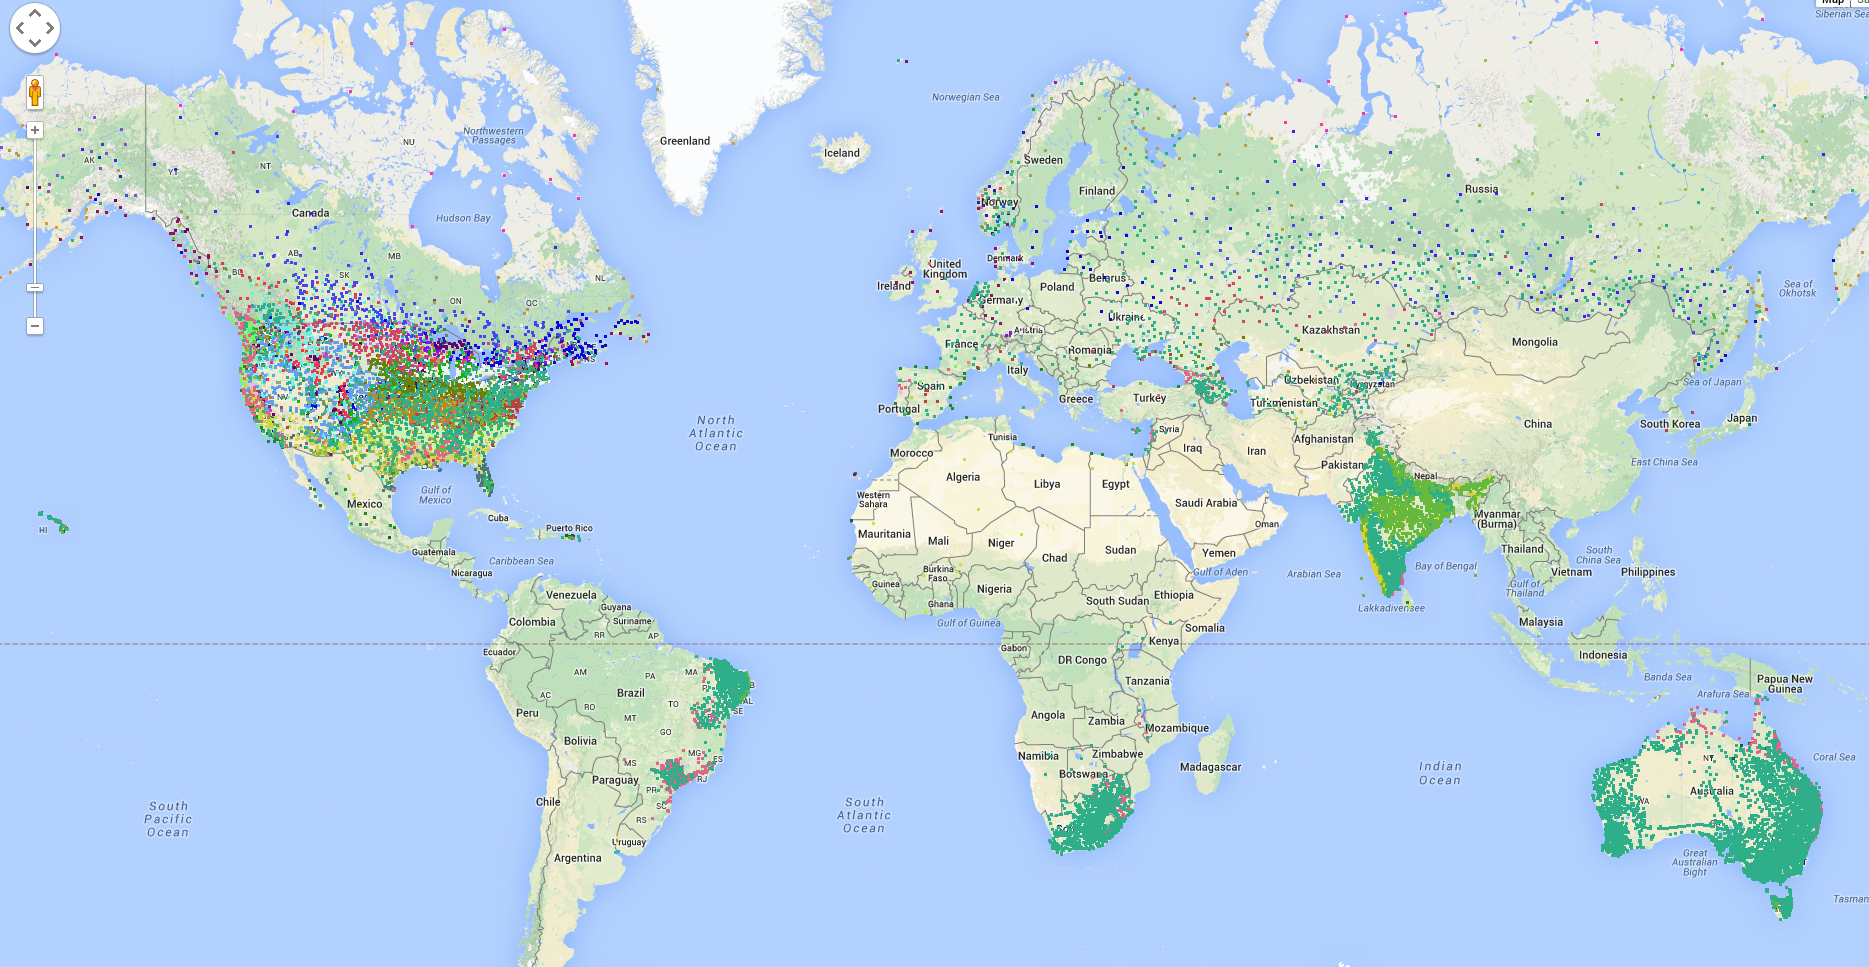 Map
Siberian Sea
Norwegian Sea
Northwestern
Passages
Greenland
NU
Iceland
AK
NT
YT
Sweden
Finland
Russia
Norway
Canada
Hudson Bay
AB
MB
SK
NL
Denmark
United
Kingdom
Ireland
Belarus
Poland
Germany
ON
QC
Sea of
Okhotsk
Ukraine
Austria
Kazakhstan
France
Romania
Mongolia
Italy
Uzbekistan
Kyrgyzstan
Sea of Japan
Spain
Portugal
Greece
Turkey
Turkmenistan
NV
North
Atlantic
Ocean
Tunisia
Syria
Japan
South Korea
China
Afghanistan
Morocco
Iraq
Iran
Pakistan
East China Sea
Algeria
Libya
Egypt
Nepal
Gulf of
Mexico
Mexico
Western
Sahara
Saudi Arabia
Cuba
Puerto Rico
Oman
Myanmar
(Burma)
HI
Mauritania
Mali
Niger
Chad
Sudan
Yemen
Thailand
South
China Sea
Guatemala
Caribbean Sea
Nicaragua
Burkina
Faso
Guinea
Ghana
Nigeria
Gulf of Aden
Arabian Sea
Bay of Bengal
Vietnam
Philippines
Gulf of
Thailand
Venezuela
Guyana
Suriname
Colombia
South Sudan
Ethiopia
Lakkadivensee
Gulf of Guinea
Somalia
Malaysia
RR
AP
Ecuador
Gabon
Kenya
DR Congo
Indonesia
AM
PA
MA
Banda Sea
Papua New
Guinea
Tanzania
Arafura Sea
AC
Brazil
RO
TO
AL
SE
Peru
MT
Angola
Zambia
Mozambique
GO
Bolivia
MG
ES
Namibia
Zimbabwe
Madagascar
Coral Sea
NT
MS
Paraguay
RJ
Botswana
Indian
Ocean
Australia
PR
SC
WA
Chile
South
Pacific
Ocean
South
Atlantic
Ocean
RS
Uruguay
Argentina
Great
Australian
Bight
Tasman